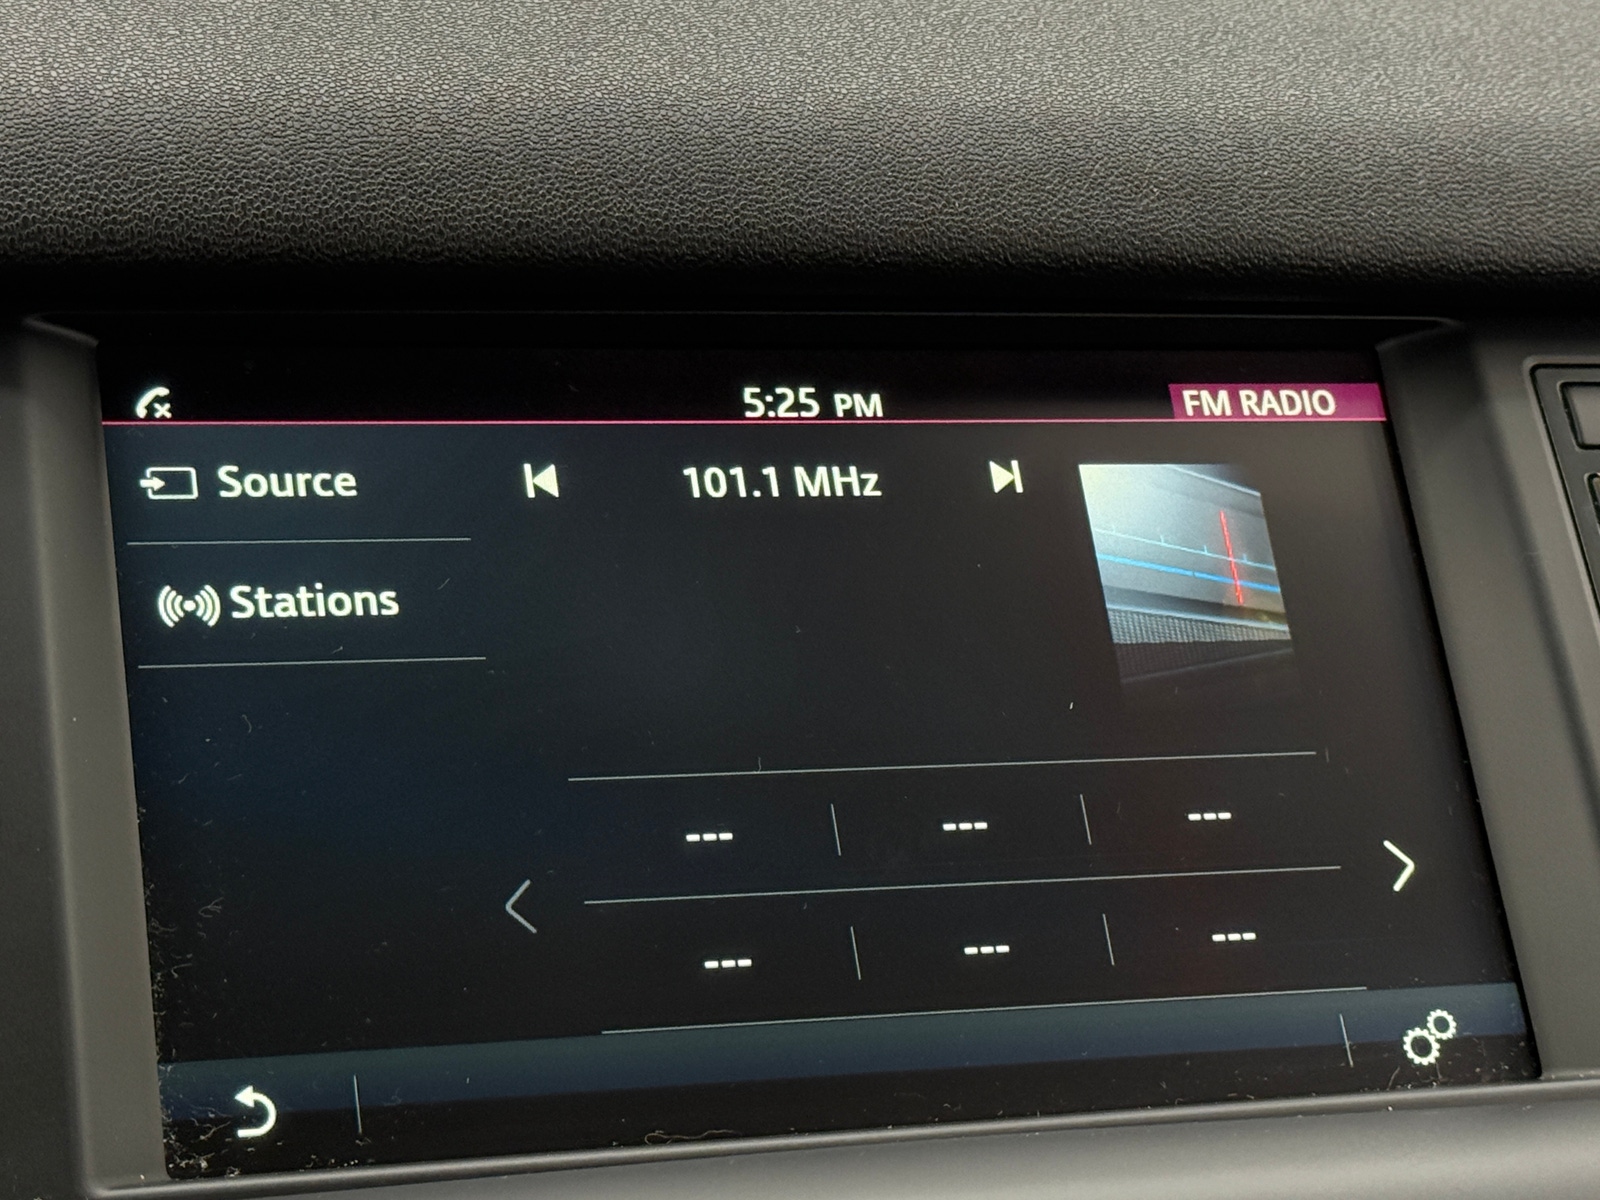 5:25 PM
FM RADIO
Source
101.1 MHz
Stations
--- --- ---
--- --- ---